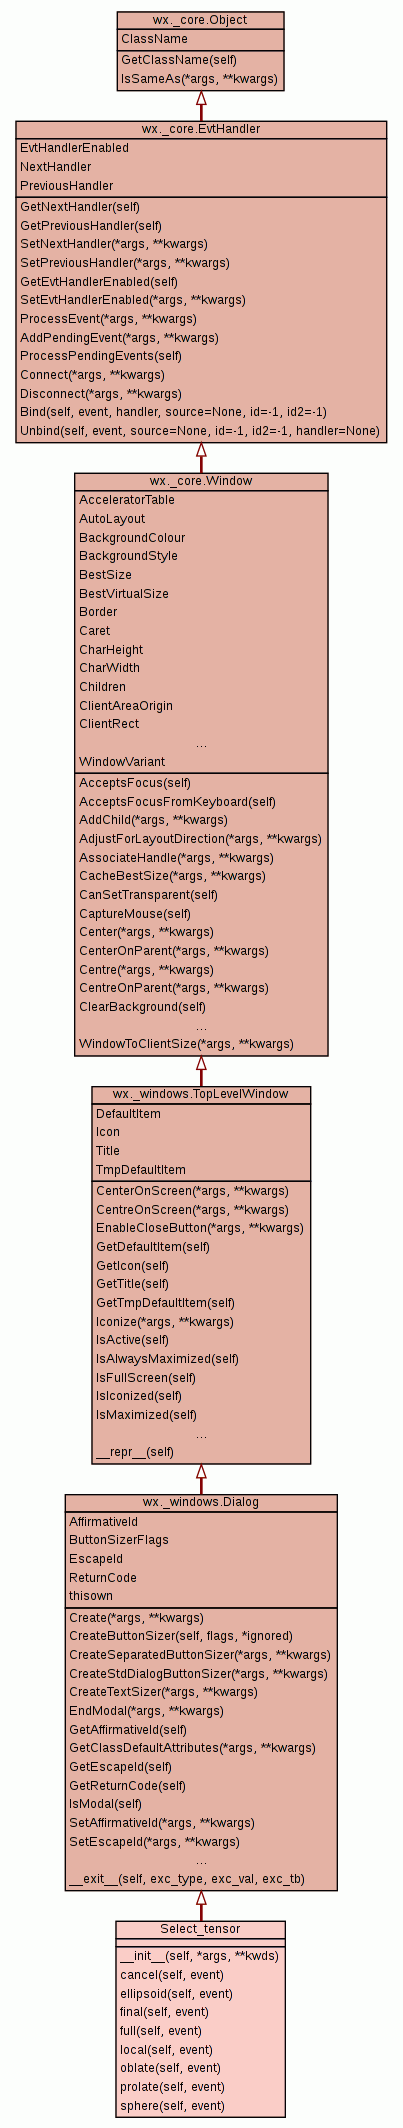 wx._core.Object
ClassName
GetClassName(self)
IsSameAs(*args, **kwargs)
wx._core.EvtHandler
EvtHandlerEnabled
NextHandler
PreviousHandler
GetNextHandler(self)
GetPreviousHandler(self)
SetNextHandler(*args, **kwargs)
SetPreviousHandler(*args, **kwargs)
GetEvtHandlerEnabled(self)
SetEvtHandlerEnabled(*args, **kwargs)
ProcessEvent(*args, **kwargs)
AddPendingEvent(*args, **kwargs)
ProcessPendingEvents(self)
Connect(*args, **kwargs)
Disconnect(*args, **kwargs)
Bind(self, event, handler, source=None, id=-1, id2=-1)
Unbind(self, event, source=None, id=-1, id2=-1, handler=None)
wx._core.Window
AcceleratorTable
AutoLayout
BackgroundColour
BackgroundStyle
BestSize
BestVirtualSize
Border
Caret
CharHeight
CharWidth
Children
ClientAreaOrigin
ClientRect
...
WindowVariant
AcceptsFocus(self)
AcceptsFocusFromKeyboard(self)
AddChild(*args, **kwargs)
AdjustForLayoutDirection(*args, **kwargs)
AssociateHandle(*args, **kwargs)
CacheBestSize(*args, **kwargs)
CanSetTransparent(self)
CaptureMouse(self)
Center(*args, **kwargs)
CenterOnParent(*args, **kwargs)
Centre(*args, **kwargs)
CentreOnParent(*args, **kwargs)
ClearBackground(self)
...
WindowToClientSize(*args, **kwargs)
wx._windows.TopLevelWindow
DefaultItem
Icon
Title
TmpDefaultItem
CenterOnScreen(*args, **kwargs)
CentreOnScreen(*args, **kwargs)
EnableCloseButton(*args, **kwargs)
GetDefaultItem(self)
GetIcon(self)
GetTitle(self)
GetTmpDefaultItem(self)
Iconize(*args, **kwargs)
IsActive(self)
IsAlwaysMaximized(self)
IsFullScreen(self)
IsIconized(self)
IsMaximized(self)
...
__repr__(self)
wx._windows.Dialog
AffirmativeId
ButtonSizerFlags
EscapeId
ReturnCode
thisown
Create(*args, **kwargs)
CreateButtonSizer(self, flags, *ignored)
CreateSeparatedButtonSizer(*args, **kwargs)
CreateStdDialogButtonSizer(*args, **kwargs)
CreateTextSizer(*args, **kwargs)
EndModal(*args, **kwargs)
GetAffirmativeId(self)
GetClassDefaultAttributes(*args, **kwargs)
GetEscapeId(self)
GetReturnCode(self)
IsModal(self)
SetAffirmativeId(*args, **kwargs)
SetEscapeId(*args, **kwargs)
...
__exit__(self, exc_type, exc_val, exc_tb)
Select_tensor
__init__(self, *args, **kwds)
cancel(self, event)
ellipsoid(self, event)
final(self, event)
full(self, event)
local(self, event)
oblate(self, event)
prolate(self, event)
sphere(self, event)